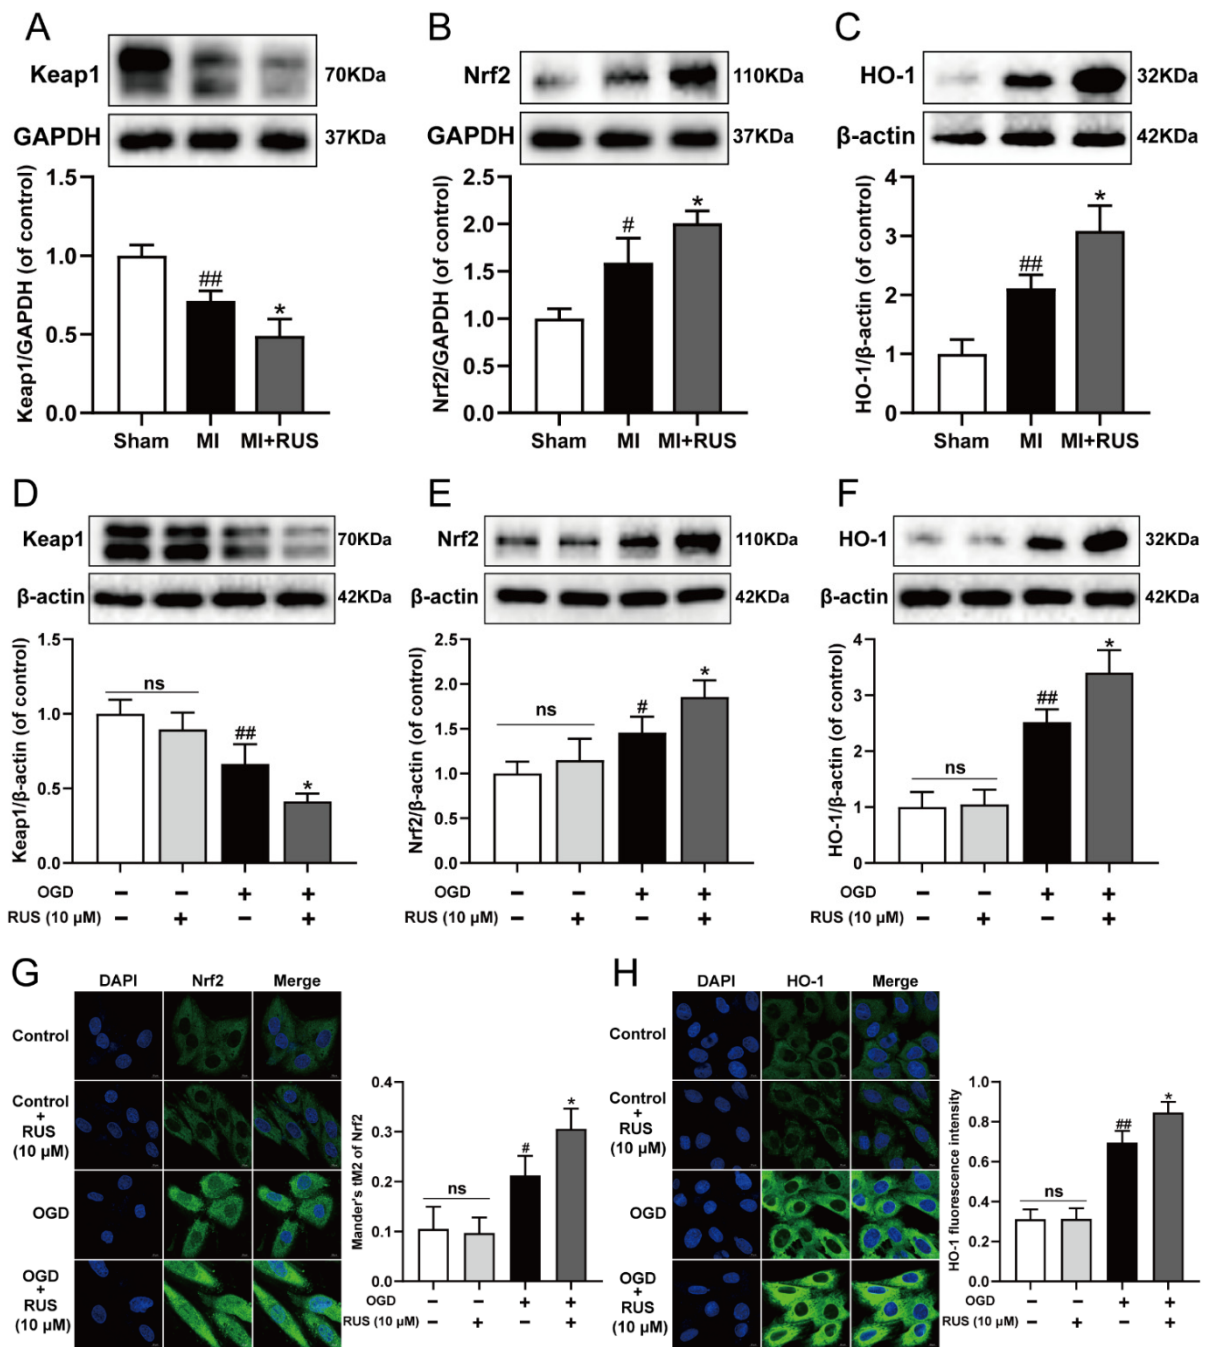 A
Keap1
70KDa
GAPDH
37KDa
Keap1/GAPDH (of control)
1.5
1.0
0.5
0.0
##
*
Sham MI MI+RUS
B
Nrf2
110KDa
GAPDH
37KDa
Nrf2/GAPDH (of control)
2.5
2.0
1.5
1.0
0.5
0.0
#
*
Sham MI MI+RUS
C
HO-1
32KDa
β-actin
42KDa
HO-1/β-actin (of control)
4
3
2
1
0
##
*
Sham MI MI+RUS
D
Keap1
70KDa
β-actin
42KDa
Keap1/β-actin (of control)
1.5
1.0
0.5
0.0
ns
##
*
OGD − − + +
RUS (10 μM) − + − +
E
Nrf2
110KDa
β-actin
42KDa
Nrf2/β-actin (of control)
2.5
2.0
1.5
1.0
0.5
0.0
ns
#
*
OGD − − + +
RUS (10 μM) − + − +
F
HO-1
32KDa
β-actin
42KDa
HO-1/β-actin (of control)
4
3
2
1
0
ns
##
*
OGD − − + +
RUS (10 μM) − + − +
G
DAPI Nrf2 Merge
Control
Control
+
RUS
(10 μM)
OGD
OGD
+
RUS
(10 μM)
Mander's tM2 of Nrf2
0.4
0.3
0.2
0.1
0.0
ns
#
*
OGD − − + +
RUS (10 μM) − + − +
H
DAPI HO-1 Merge
Control
Control
+
RUS
(10 μM)
OGD
OGD
+
RUS
(10 μM)
HO-1 fluorescence intensity
1.0
0.8
0.6
0.4
0.2
0.0
ns
##
*
OGD − − + +
RUS (10 μM) − + − +